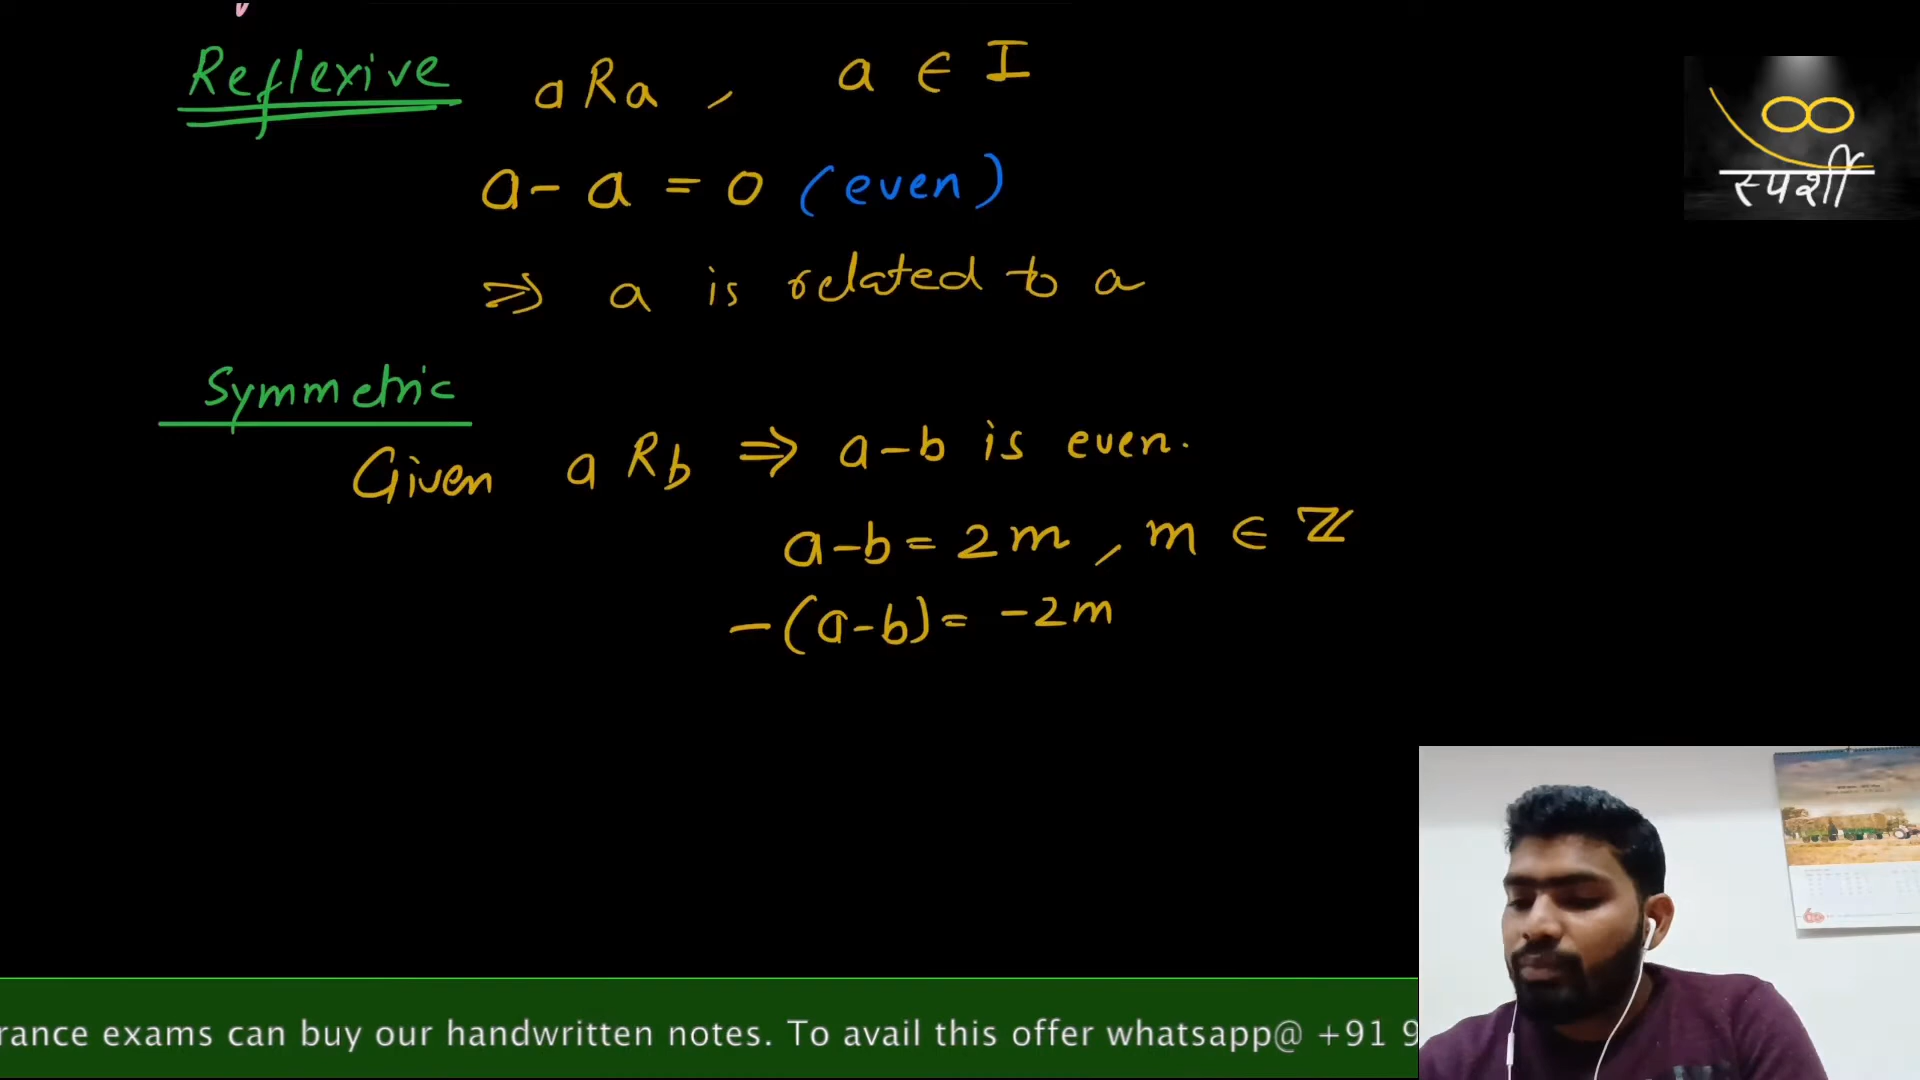 Reflexive aRa, a ∈ I
a - a = 0 (even)
⇒ a is related to a
Symmetric
Given aRb ⇒ a-b is even.
a-b = 2m, m ∈ ℤ
-(a-b) = -2m
स्पर्शी
rance exams can buy our handwritten notes. To avail this offer whatsapp@ +91 9